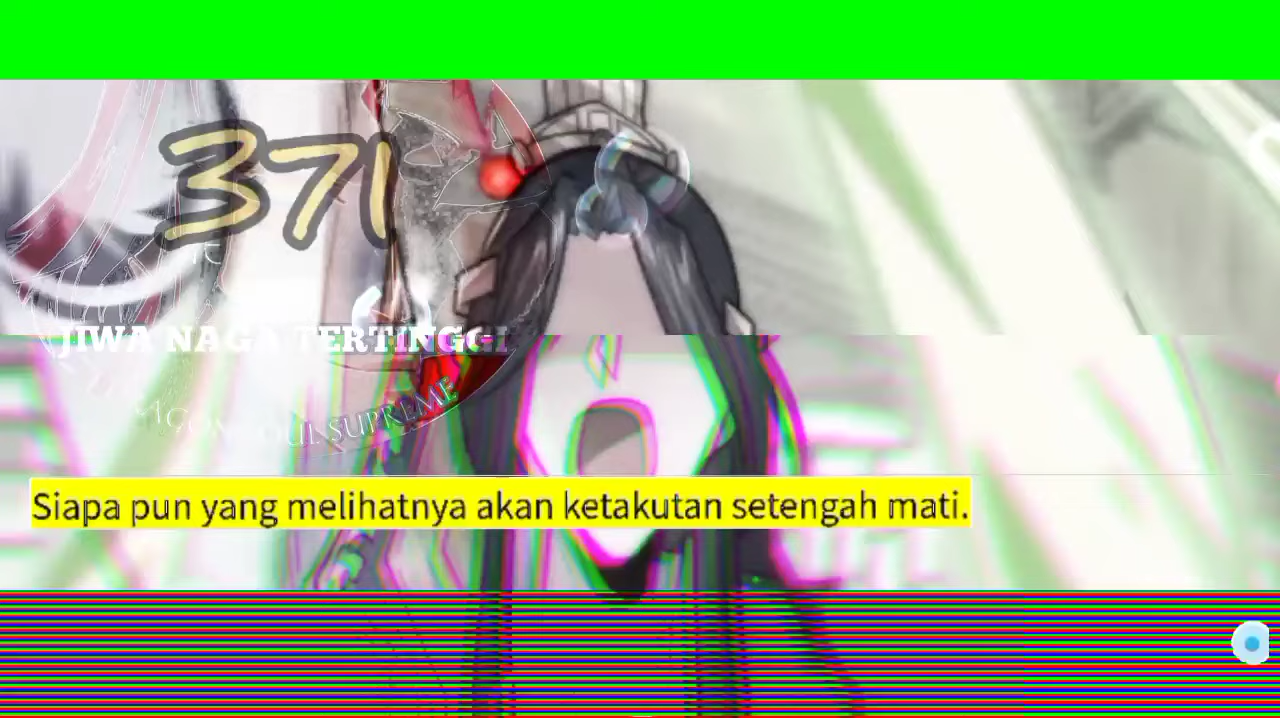 371
JIWA NAGA TERTINGGI
SUPREME
Siapa pun yang melihatnya akan ketakutan setengah mati.